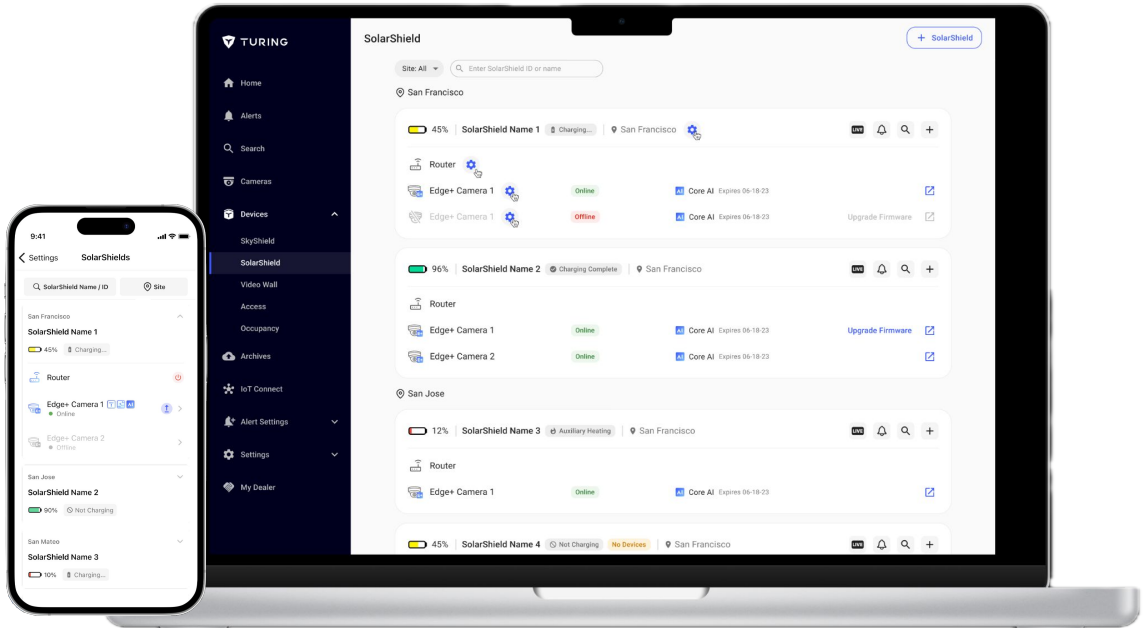 9:41
Settings SolarShields
SolarShield Name / ID Site
San Francisco
SolarShield Name 1
45% Charging...
Router
Edge+ Camera 1 AI
Online
Edge+ Camera 2
Offline
San Jose
SolarShield Name 2
90% Not Charging
San Mateo
SolarShield Name 3
10% Charging...
TURING
Home
Alerts
Search
Cameras
Devices
SkyShield
SolarShield
Video Wall
Access
Occupancy
Archives
IoT Connect
Alert Settings
Settings
My Dealer
SolarShield
+ SolarShield
Site: All Enter SolarShield ID or name
San Francisco
45% SolarShield Name 1 Charging... San Francisco LIVE
Router
Edge+ Camera 1 Online AI Core AI Expires 06-18-23
Edge+ Camera 1 Offline AI Core AI Expires 06-18-23 Upgrade Firmware
96% SolarShield Name 2 Charging Complete San Francisco LIVE
Router
Edge+ Camera 1 Online AI Core AI Expires 06-18-23 Upgrade Firmware
Edge+ Camera 2 Online AI Core AI Expires 06-18-23
San Jose
12% SolarShield Name 3 Auxiliary Heating San Francisco LIVE
Router
Edge+ Camera 1 Online AI Core AI Expires 06-18-23
45% SolarShield Name 4 Not Charging No Devices San Francisco LIVE